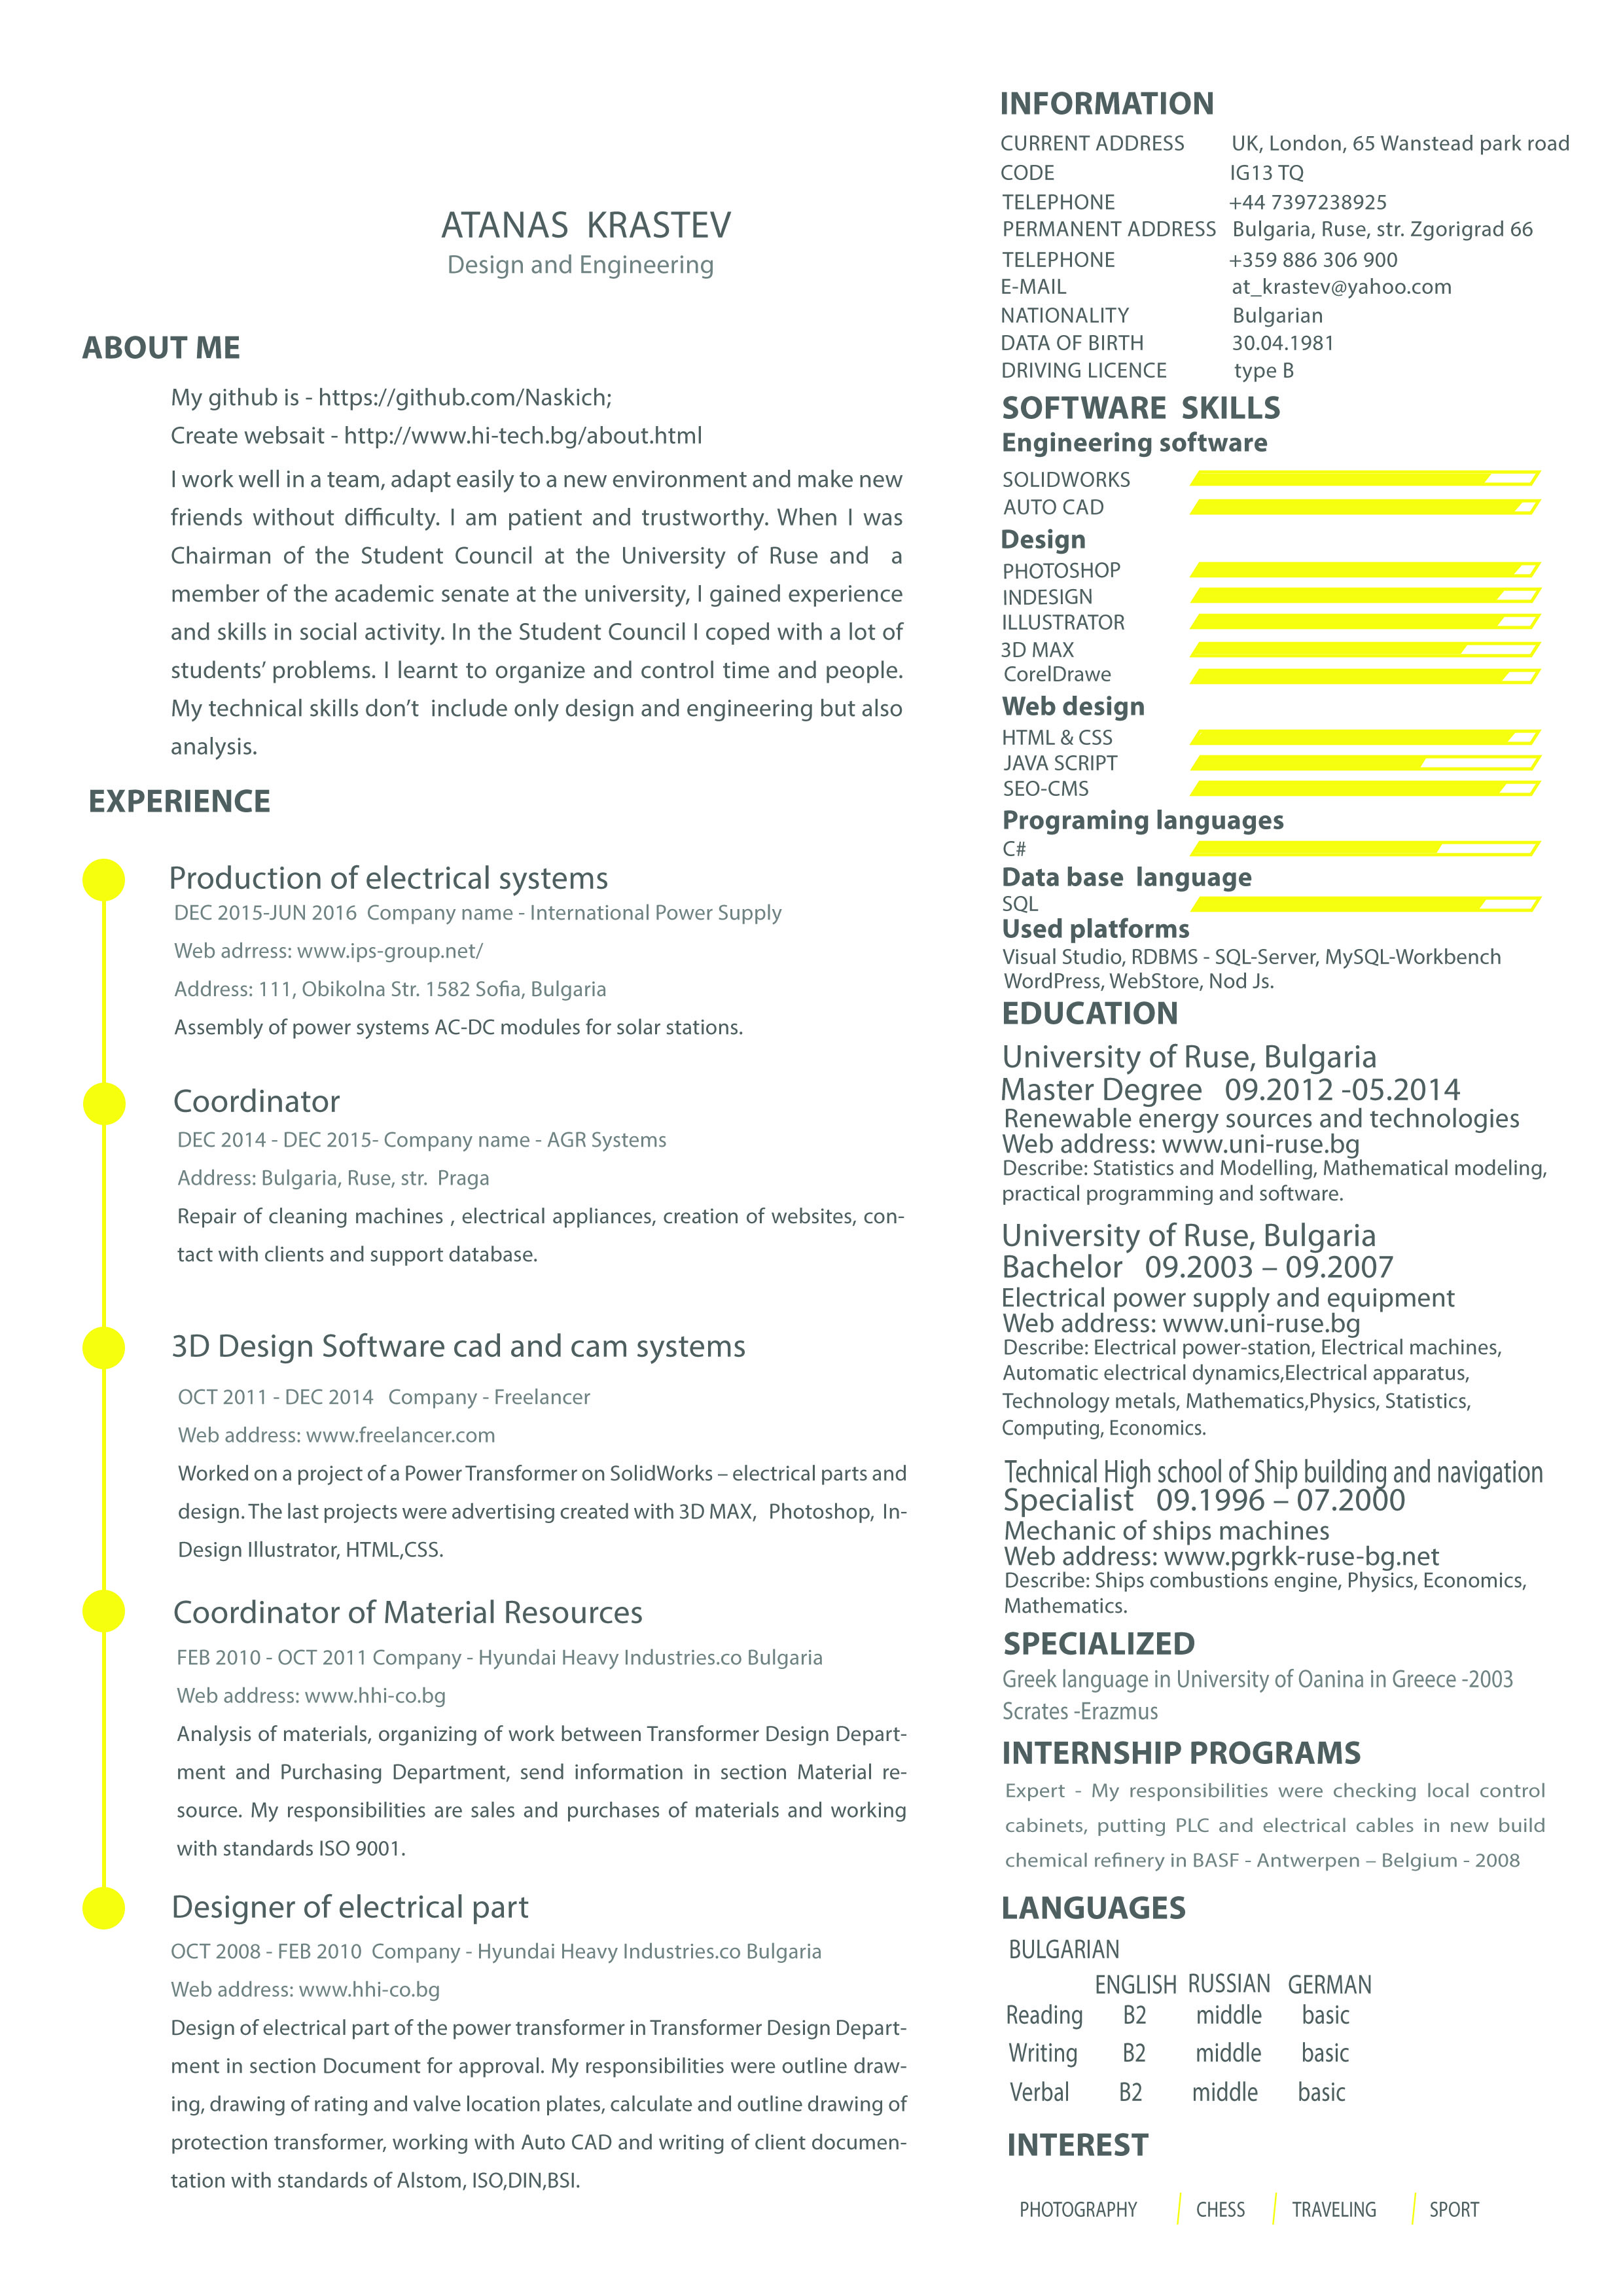 ATANAS  KRASTEV
Design and Engineering
ABOUT ME
My github is - https://github.com/Naskich;
Create websait - http://www.hi-tech.bg/about.html
I work well in a team, adapt easily to a new environment and make new
friends without difficulty. I am patient and trustworthy. When I was
Chairman of the Student Council at the University of Ruse and  a
member of the academic senate at the university, I gained experience
and skills in social activity. In the Student Council I coped with a lot of
students’ problems. I learnt to organize and control time and people.
My technical skills don’t  include only design and engineering but also
analysis.
EXPERIENCE
Production of electrical systems
DEC 2015-JUN 2016  Company name - International Power Supply
Web adrress: www.ips-group.net/
Address: 111, Obikolna Str. 1582 Sofia, Bulgaria
Assembly of power systems AC-DC modules for solar stations.
Coordinator
DEC 2014 - DEC 2015- Company name - AGR Systems
Address: Bulgaria, Ruse, str.  Praga
Repair of cleaning machines , electrical appliances, creation of websites, con-
tact with clients and support database.
3D Design Software cad and cam systems
OCT 2011 - DEC 2014   Company - Freelancer
Web address: www.freelancer.com
Worked on a project of a Power Transformer on SolidWorks – electrical parts and
design. The last projects were advertising created with 3D MAX,  Photoshop, In-
Design Illustrator, HTML,CSS.
Coordinator of Material Resources
FEB 2010 - OCT 2011 Company - Hyundai Heavy Industries.co Bulgaria
Web address: www.hhi-co.bg
Analysis of materials, organizing of work between Transformer Design Depart-
ment and Purchasing Department, send information in section Material re-
source. My responsibilities are sales and purchases of materials and working
with standards ISO 9001.
Designer of electrical part
OCT 2008 - FEB 2010  Company - Hyundai Heavy Industries.co Bulgaria
Web address: www.hhi-co.bg
Design of electrical part of the power transformer in Transformer Design Depart-
ment in section Document for approval. My responsibilities were outline draw-
ing, drawing of rating and valve location plates, calculate and outline drawing of
protection transformer, working with Auto CAD and writing of client documen-
tation with standards of Alstom, ISO,DIN,BSI.
INFORMATION
CURRENT ADDRESS UK, London, 65 Wanstead park road
CODE IG13 TQ
TELEPHONE +44 7397238925
PERMANENT ADDRESS Bulgaria, Ruse, str. Zgorigrad 66
TELEPHONE +359 886 306 900
E-MAIL at_krastev@yahoo.com
NATIONALITY Bulgarian
DATA OF BIRTH 30.04.1981
DRIVING LICENCE type B
SOFTWARE  SKILLS
Engineering software
SOLIDWORKS
AUTO CAD
Design
PHOTOSHOP
INDESIGN
ILLUSTRATOR
3D MAX
CorelDrawe
Web design
HTML & CSS
JAVA SCRIPT
SEO-CMS
Programing languages
C#
Data base  language
SQL
Used platforms
Visual Studio, RDBMS - SQL-Server, MySQL-Workbench
WordPress, WebStore, Nod Js.
EDUCATION
University of Ruse, Bulgaria
Master Degree   09.2012 -05.2014
Renewable energy sources and technologies
Web address: www.uni-ruse.bg
Describe: Statistics and Modelling, Mathematical modeling,
practical programming and software.
University of Ruse, Bulgaria
Bachelor   09.2003 – 09.2007
Electrical power supply and equipment
Web address: www.uni-ruse.bg
Describe: Electrical power-station, Electrical machines,
Automatic electrical dynamics,Electrical apparatus,
Technology metals, Mathematics,Physics, Statistics,
Computing, Economics.
Technical High school of Ship building and navigation
Specialist   09.1996 – 07.2000
Mechanic of ships machines
Web address: www.pgrkk-ruse-bg.net
Describe: Ships combustions engine, Physics, Economics,
Mathematics.
SPECIALIZED
Greek language in University of Oanina in Greece -2003
Scrates -Erazmus
INTERNSHIP PROGRAMS
Expert - My responsibilities were checking local control
cabinets, putting PLC and electrical cables in new build
chemical refinery in BASF - Antwerpen – Belgium - 2008
LANGUAGES
BULGARIAN
ENGLISH RUSSIAN GERMAN
Reading B2 middle basic
Writing B2 middle basic
Verbal B2 middle basic
INTEREST
PHOTOGRAPHY / CHESS / TRAVELING / SPORT